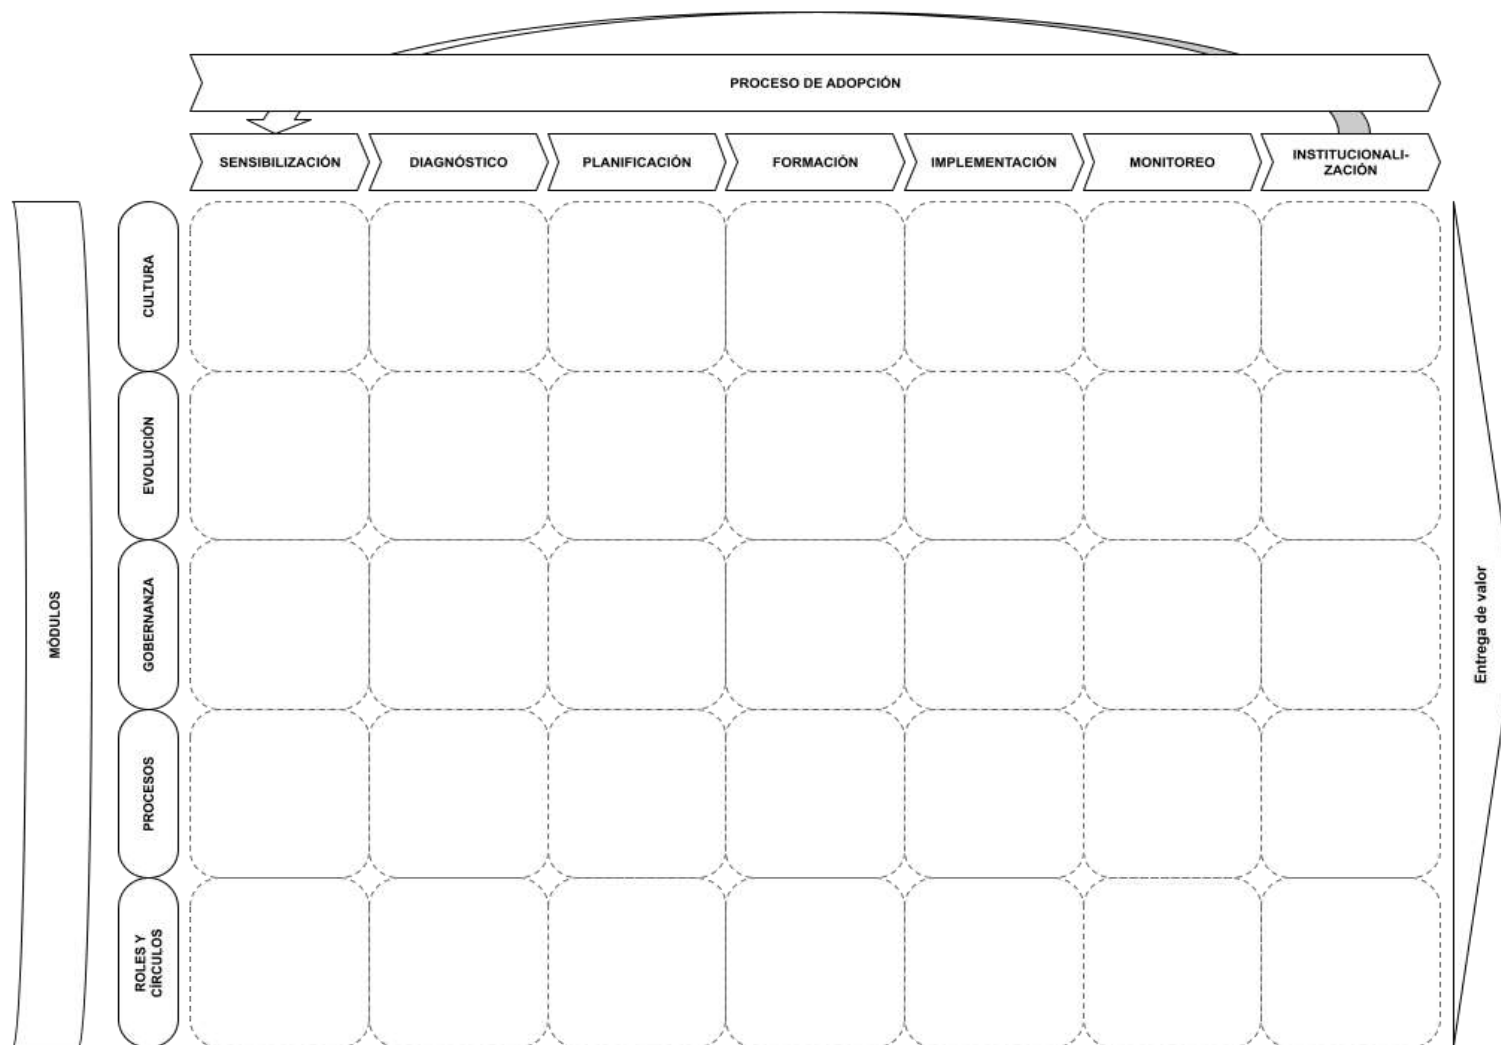 PROCESO DE ADOPCIÓN
SENSIBILIZACIÓN
DIAGNÓSTICO
PLANIFICACIÓN
FORMACIÓN
IMPLEMENTACIÓN
MONITOREO
INSTITUCIONALI-
ZACIÓN
MÓDULOS
CULTURA
EVOLUCIÓN
GOBERNANZA
PROCESOS
ROLES Y
CÍRCULOS
Entrega de valor